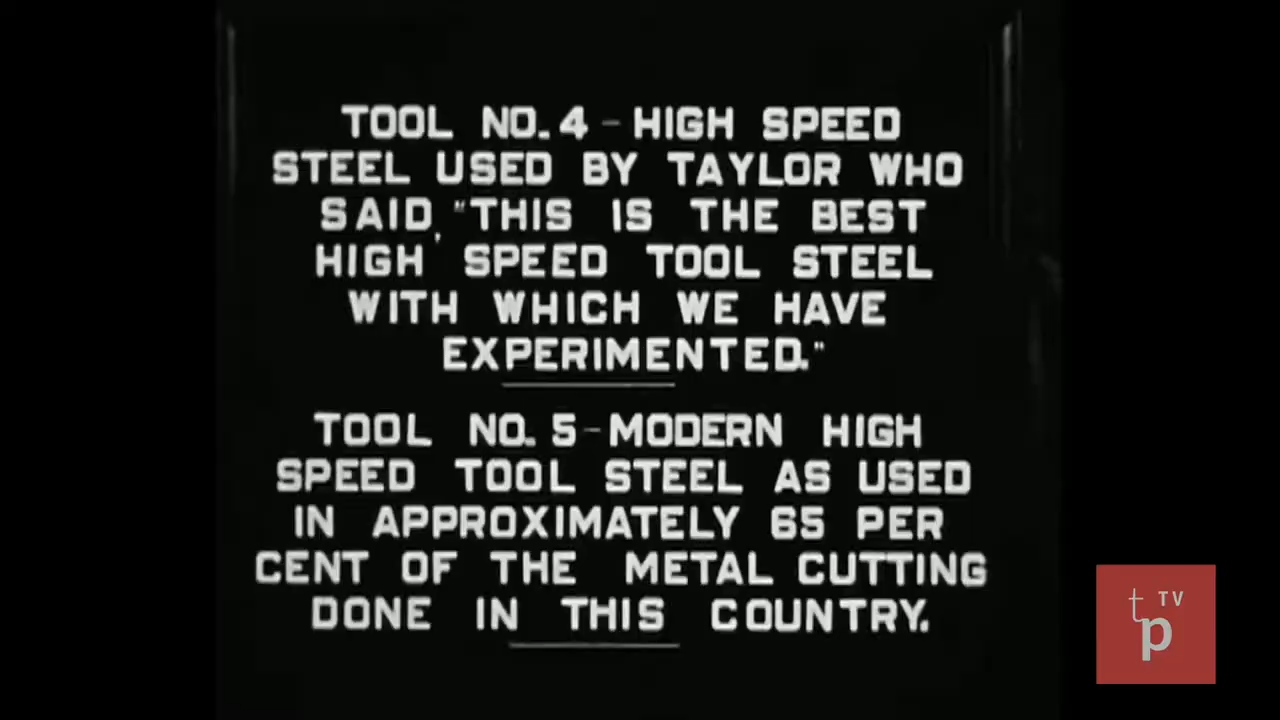 TOOL NO. 4 - HIGH SPEED
STEEL USED BY TAYLOR WHO
SAID, "THIS IS THE BEST
HIGH SPEED TOOL STEEL
WITH WHICH WE HAVE
EXPERIMENTED."
TOOL NO. 5 - MODERN HIGH
SPEED TOOL STEEL AS USED
IN APPROXIMATELY 65 PER
CENT OF THE METAL CUTTING
DONE IN THIS COUNTRY.
tp TV